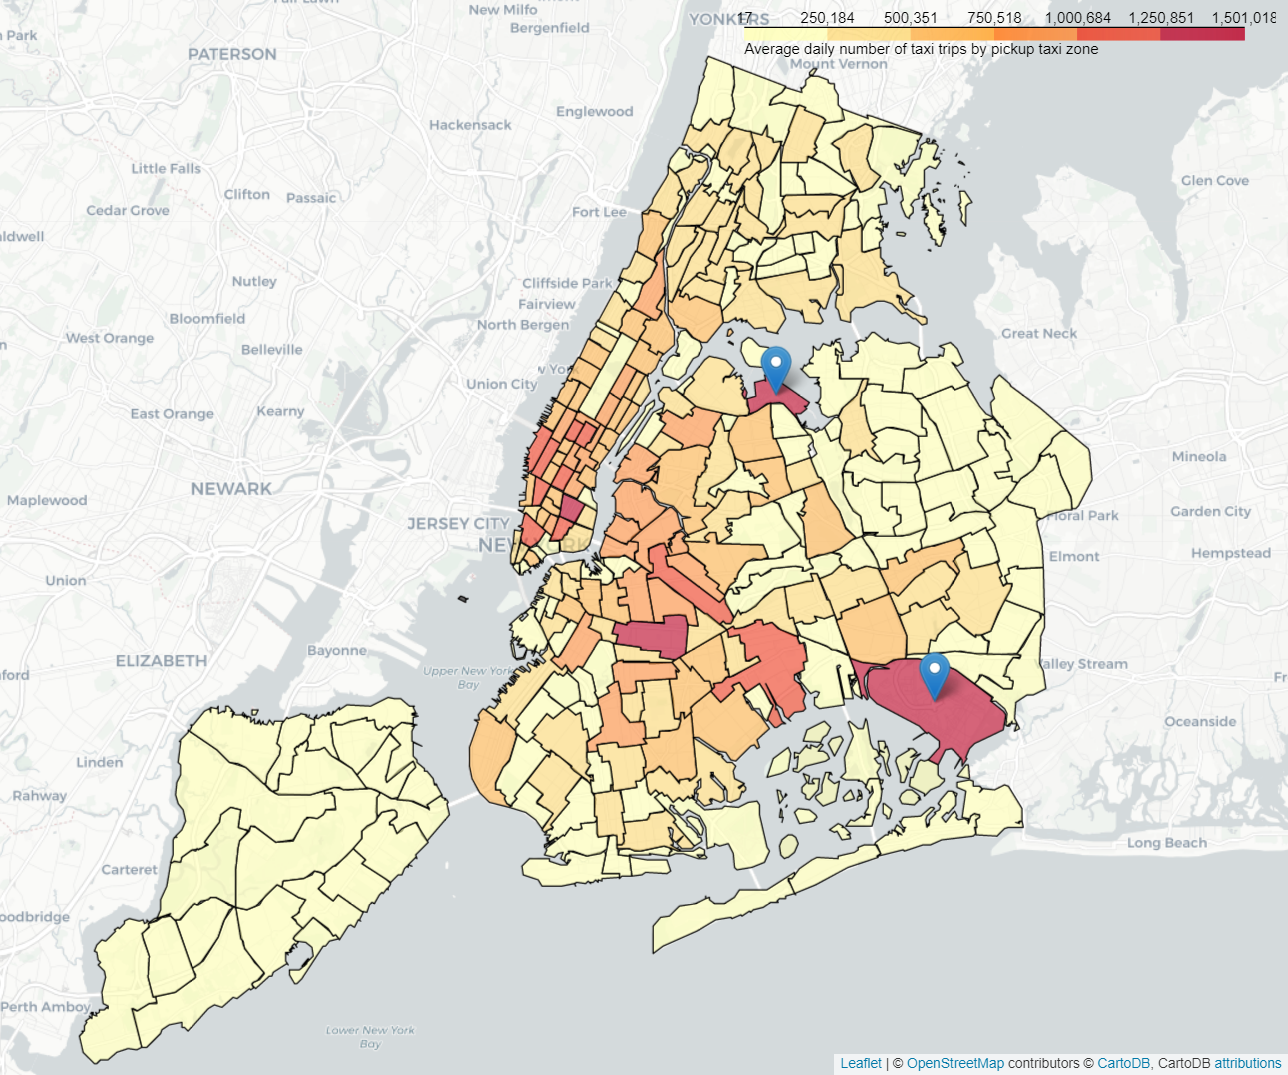 New Milfo
YONKERS
17 250,184 500,351 750,518 1,000,684 1,250,851 1,501,018
Bergenfield
Average daily number of taxi trips by pickup taxi zone
n Park
PATERSON
Mount Vernon
Englewood
Hackensack
Little Falls
Glen Cove
Clifton Passaic
Cedar Grove
Fort Lee
aldwell
Nutley
Cliffside Park
Fairview
Bloomfield
North Bergen
West Orange
Great Neck
Belleville
w York
Union City
East Orange Kearny
Mineola
NEWARK
Maplewood
Garden City
JERSEY CITY
Floral Park
NEW YORK
Elmont Hempstead
Union
Bayonne
ELIZABETH
Valley Stream
Upper New York
Bay
nford
Fr
Oceanside
Linden
Rahway
Long Beach
Carteret
oodbridge
Perth Amboy
Lower New York
Bay
Leaflet | © OpenStreetMap contributors © CartoDB, CartoDB attributions